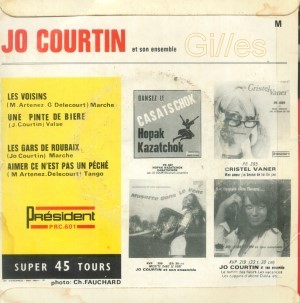 M
JO COURTIN et son ensemble Gilles
LES VOISINS
(M. Artenez. G. Delecourt) Marche
UNE PINTE DE BIERE
(J. Courtin) Valse
LES GARS DE ROUBAIX
(Jo Courtin) Marche
AIMER CE N'EST PAS UN PÉCHÉ
(M. Artenez. G. Delecourt) Tango
Président
PRC-601
SUPER 45 TOURS
photo: Ch. FAUCHARD
DANSEZ LE
CASATSCHOK
Hopak
Kazatchok
Cristel Vaner
CRISTEL VANER
JO COURTIN et son ensemble
JO COURTIN